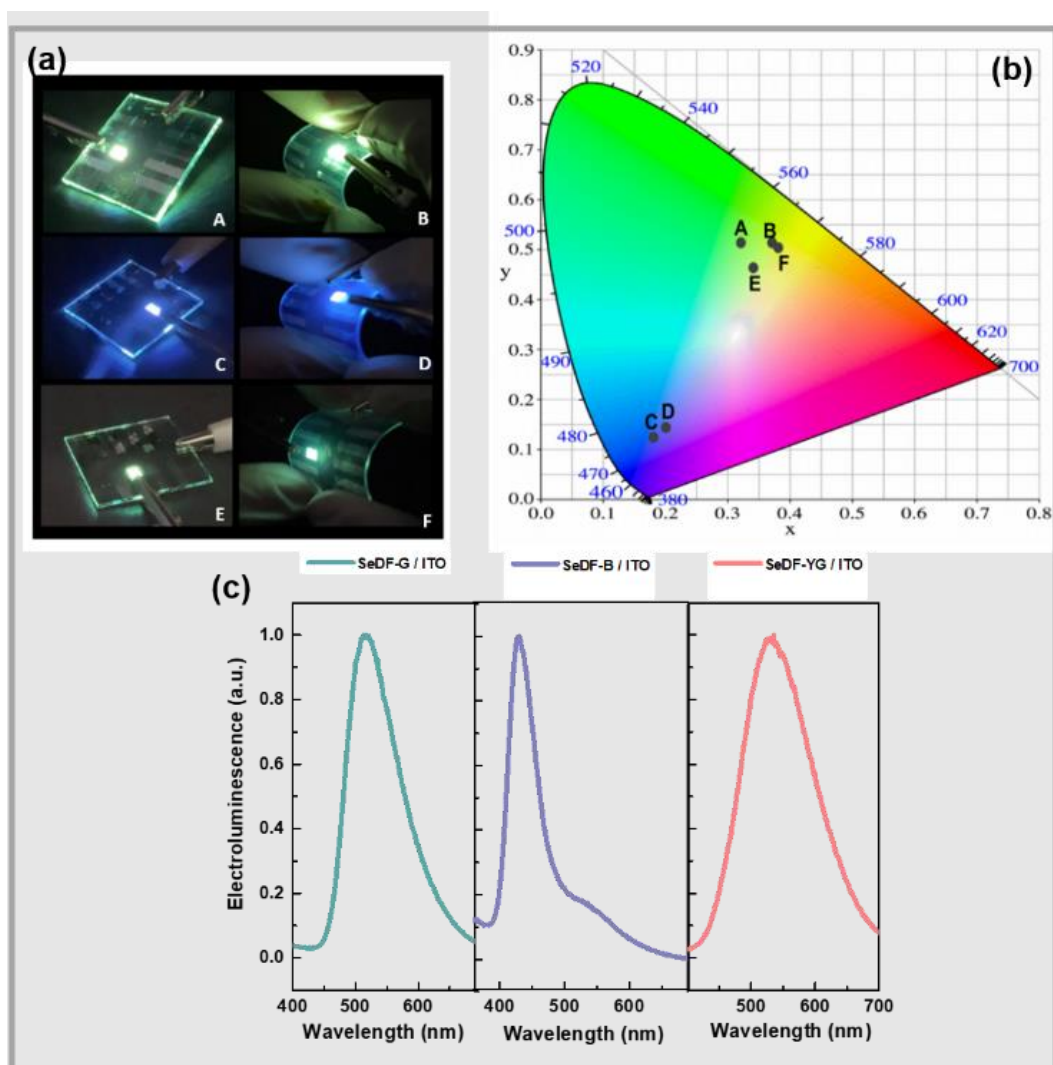 (a)
A
B
C
D
E
F
(b)
0.9
0.8
0.7
0.6
0.5
0.4
0.3
0.2
0.1
0.0
y
0.0 0.1 0.2 0.3 0.4 0.5 0.6 0.7 0.8
x
520
540
560
500
580
600
620
490
700
480
470
460
380
A
B
F
E
C
D
SeDF-G / ITO
SeDF-B / ITO
SeDF-YG / ITO
(c)
Electroluminescence (a.u.)
1.0
0.8
0.6
0.4
0.2
0.0
400 500 600
400 500 600
500 600 700
Wavelength (nm)
Wavelength (nm)
Wavelength (nm)